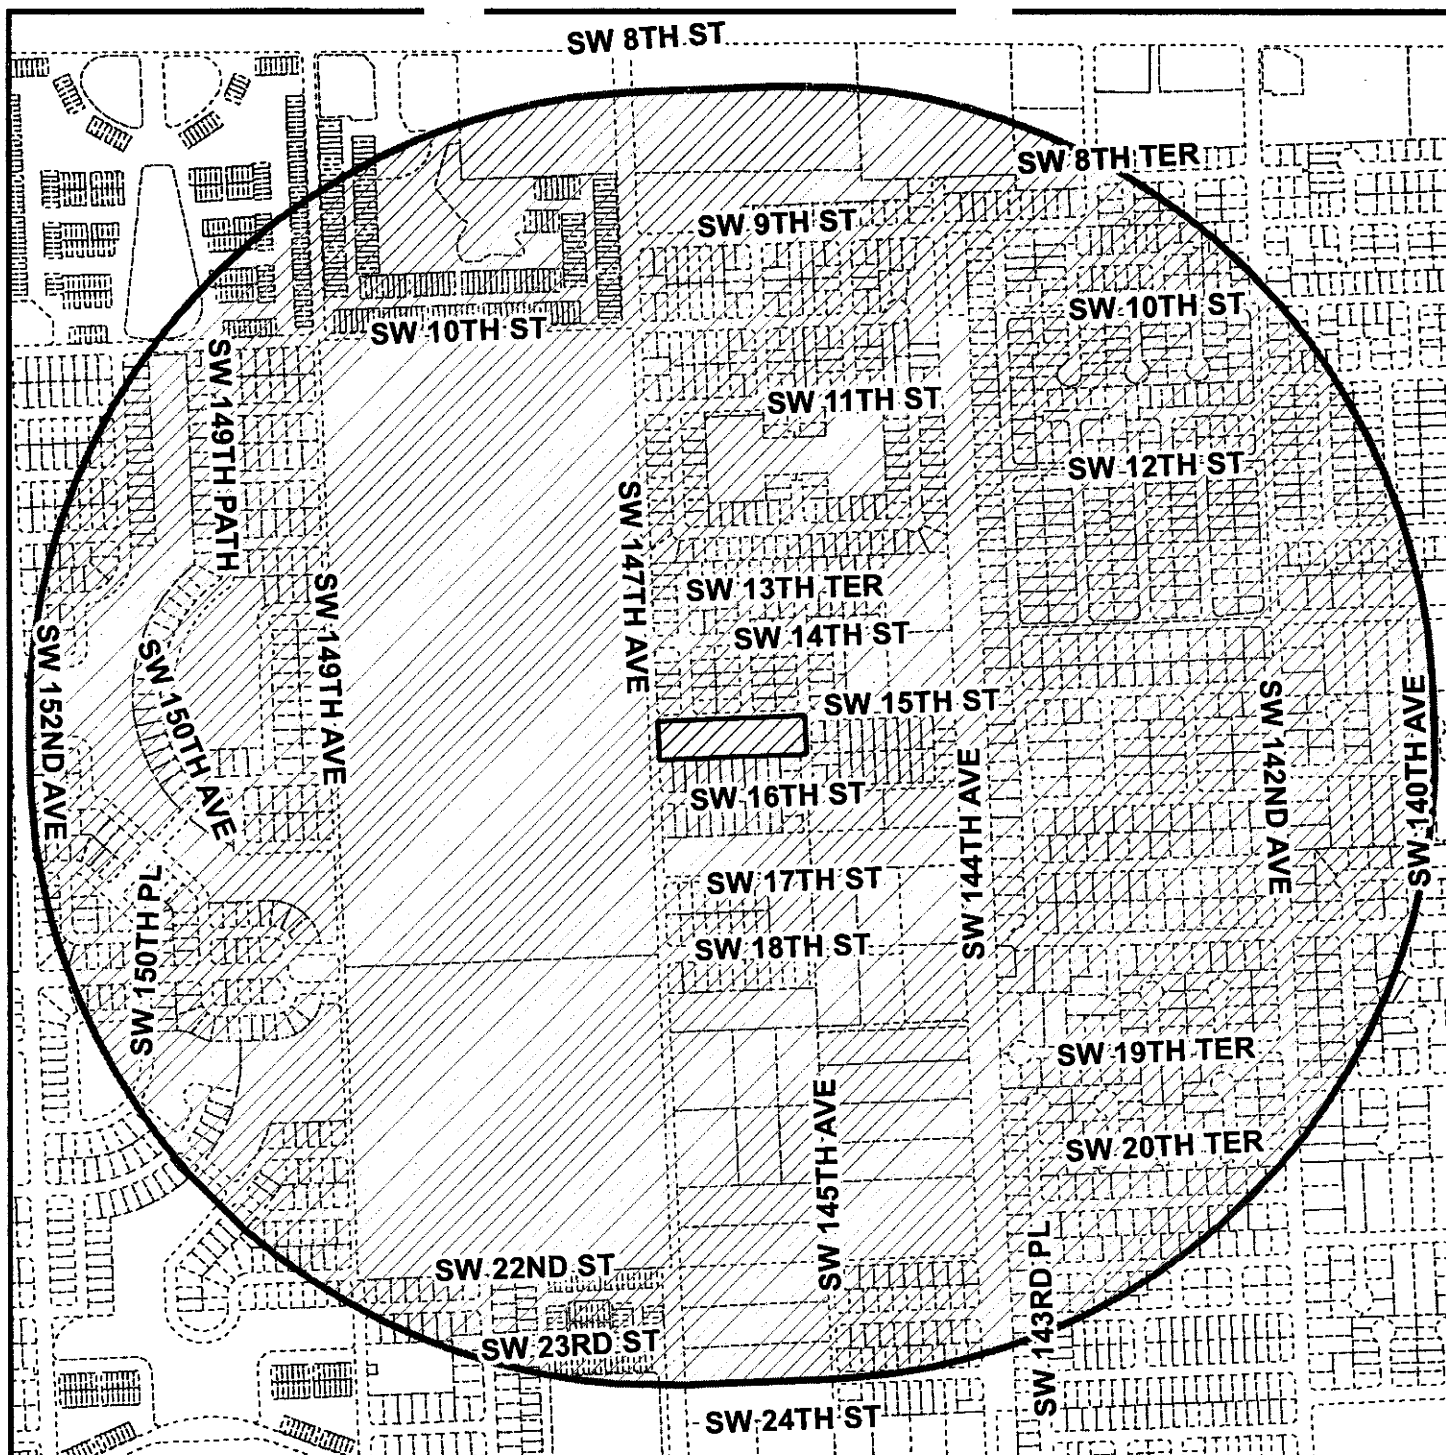 SW 8TH ST
SW 8TH TER
SW 9TH ST
SW 10TH ST
SW 10TH ST
SW 149TH PATH
SW 11TH ST
SW 12TH ST
SW 147TH AVE
SW 13TH TER
SW 149TH AVE
SW 14TH ST
SW 152ND AVE
SW 150TH AVE
SW 15TH ST
SW 142ND AVE
SW 140TH AVE
SW 144TH AVE
SW 16TH ST
SW 17TH ST
SW 150TH PL
SW 18TH ST
SW 19TH TER
SW 145TH AVE
SW 20TH TER
SW 143RD PL
SW 22ND ST
SW 23RD ST
SW 24TH ST